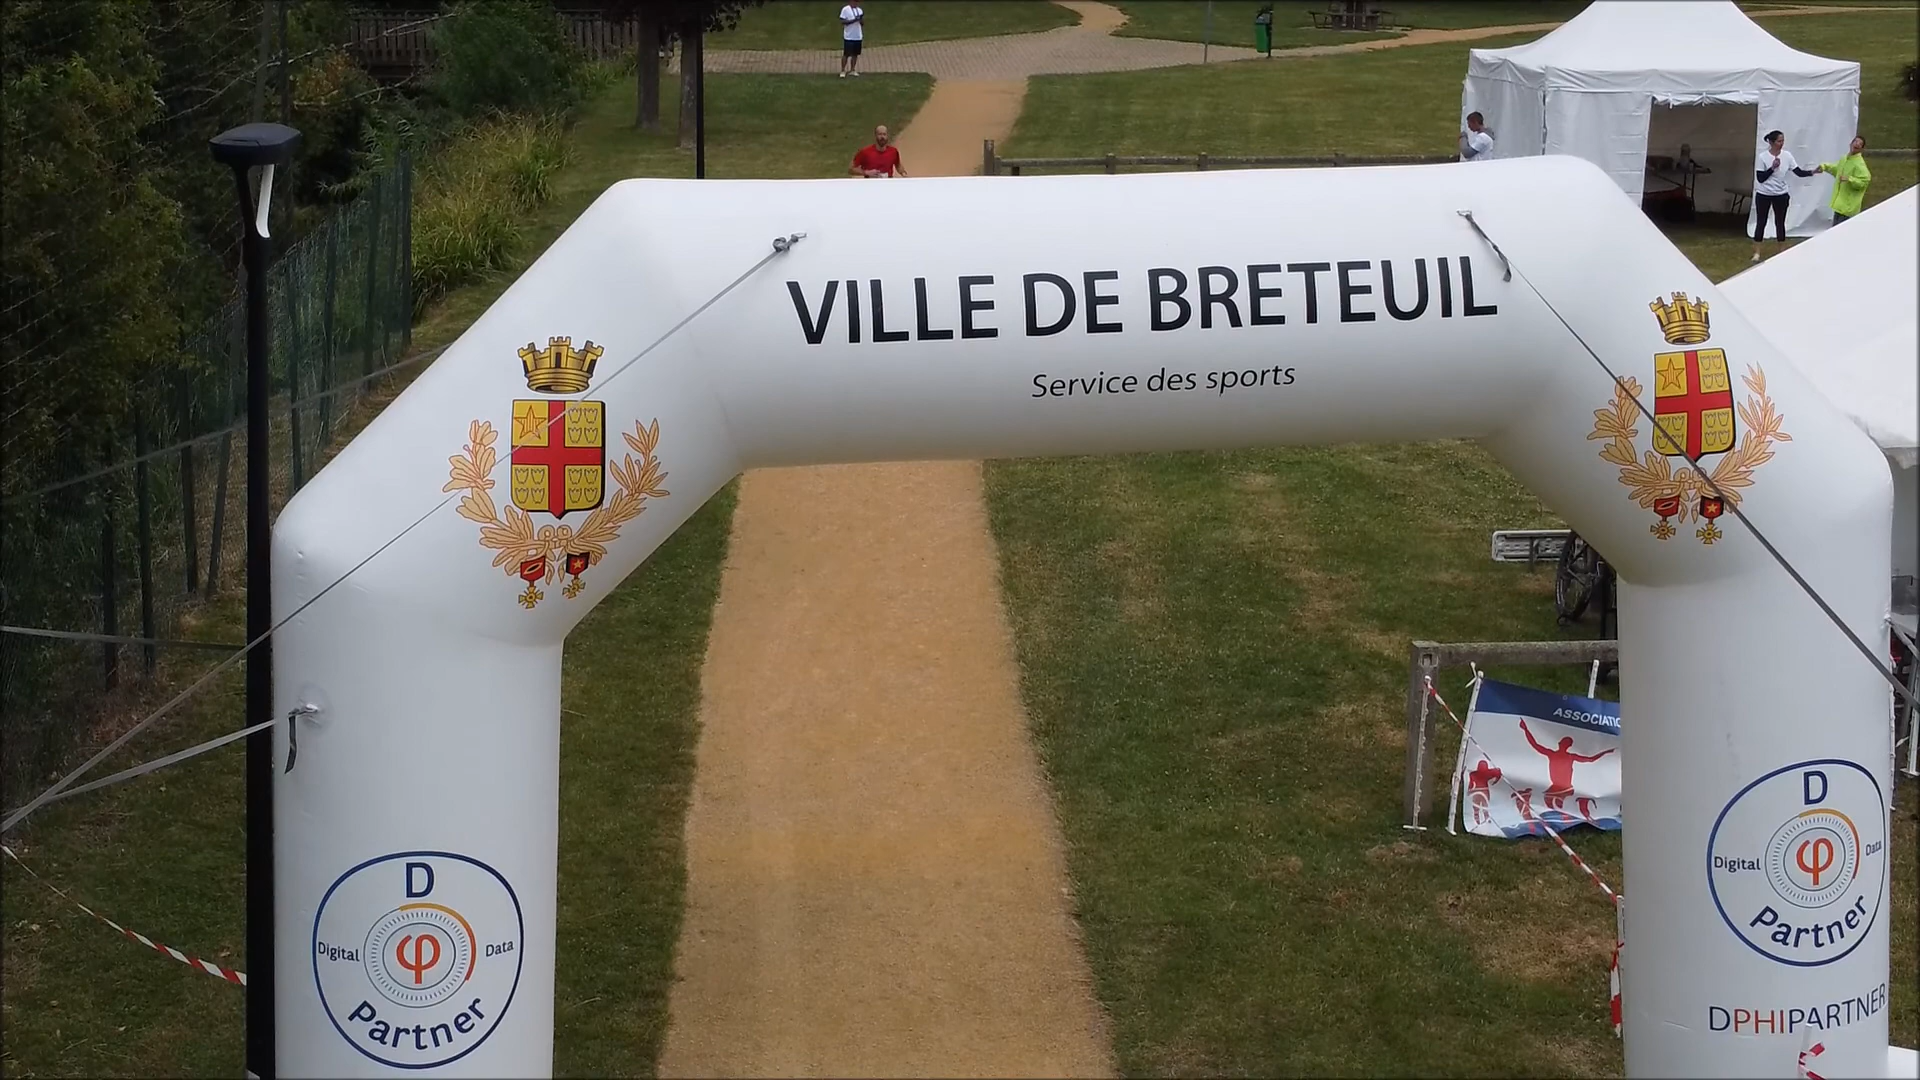 VILLE DE BRETEUIL
Service des sports
ASSOCIATIO
D
Digital φ Data
Partner
D
Digital φ Data
Partner
DPHIPARTNER